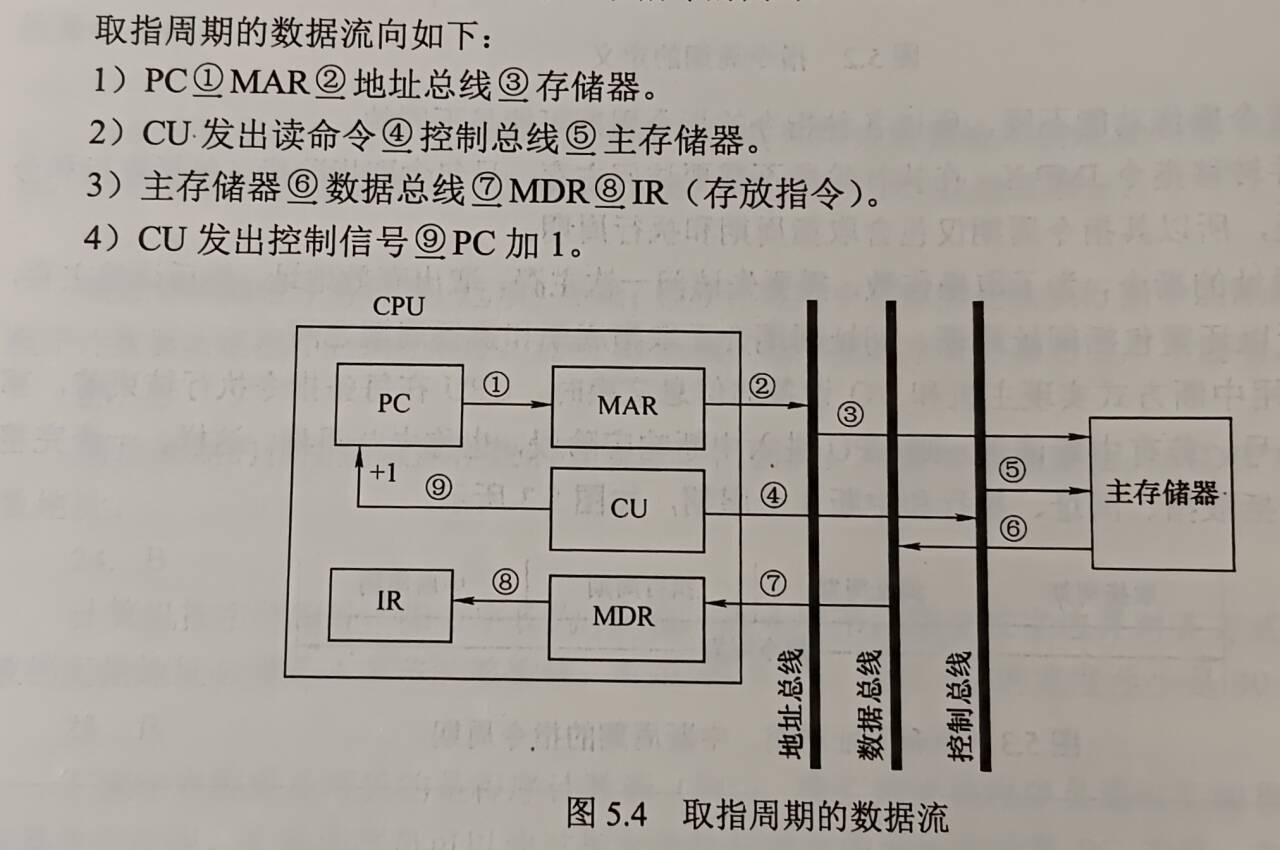 取指周期的数据流向如下：
1）PC①MAR②地址总线③存储器。
2）CU 发出读命令④控制总线⑤主存储器。
3）主存储器⑥数据总线⑦MDR⑧IR（存放指令）。
4）CU 发出控制信号⑨PC 加 1。
CPU
PC
①
MAR
②
③
+1
⑨
CU
④
⑤
⑥
主存储器
IR
⑧
MDR
⑦
地址总线
数据总线
控制总线
图 5.4 取指周期的数据流